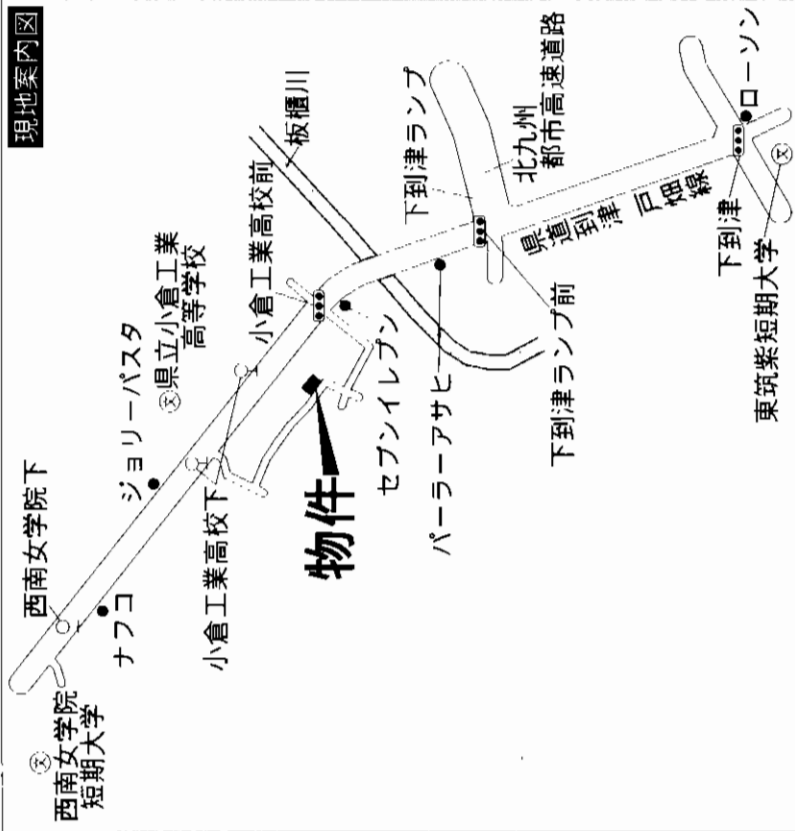 現地案内図
西南女学院
短期大学
西南女学院下
ナフコ
ジョリーパスタ
県立小倉工業
高等学校
小倉工業高校下
小倉工業高校前
物件
板櫃川
セブンイレブン
パーラーアサヒ
下到津ランプ
下到津ランプ前
北九州
都市高速道路
県道到津 戸畑線
下到津
ローソン
東筑紫短期大学
文
文
文